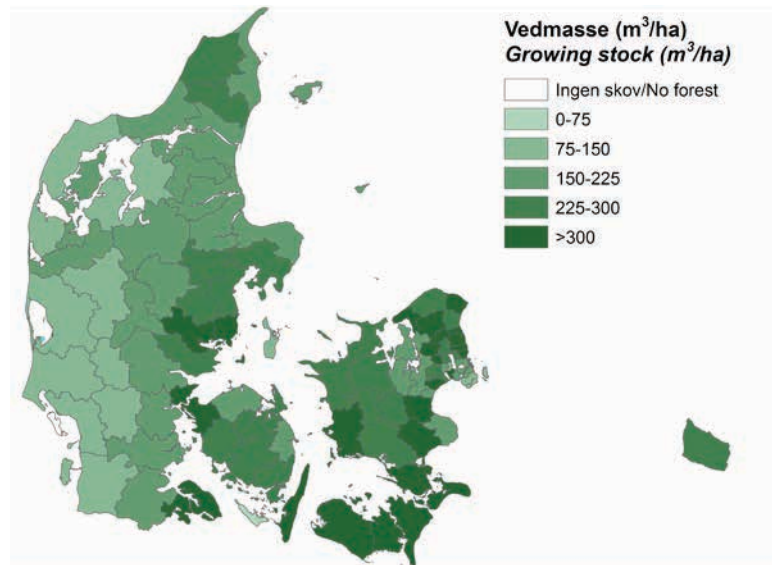 Vedmasse (m³/ha)
Growing stock (m³/ha)
Ingen skov/No forest
0-75
75-150
150-225
225-300
>300